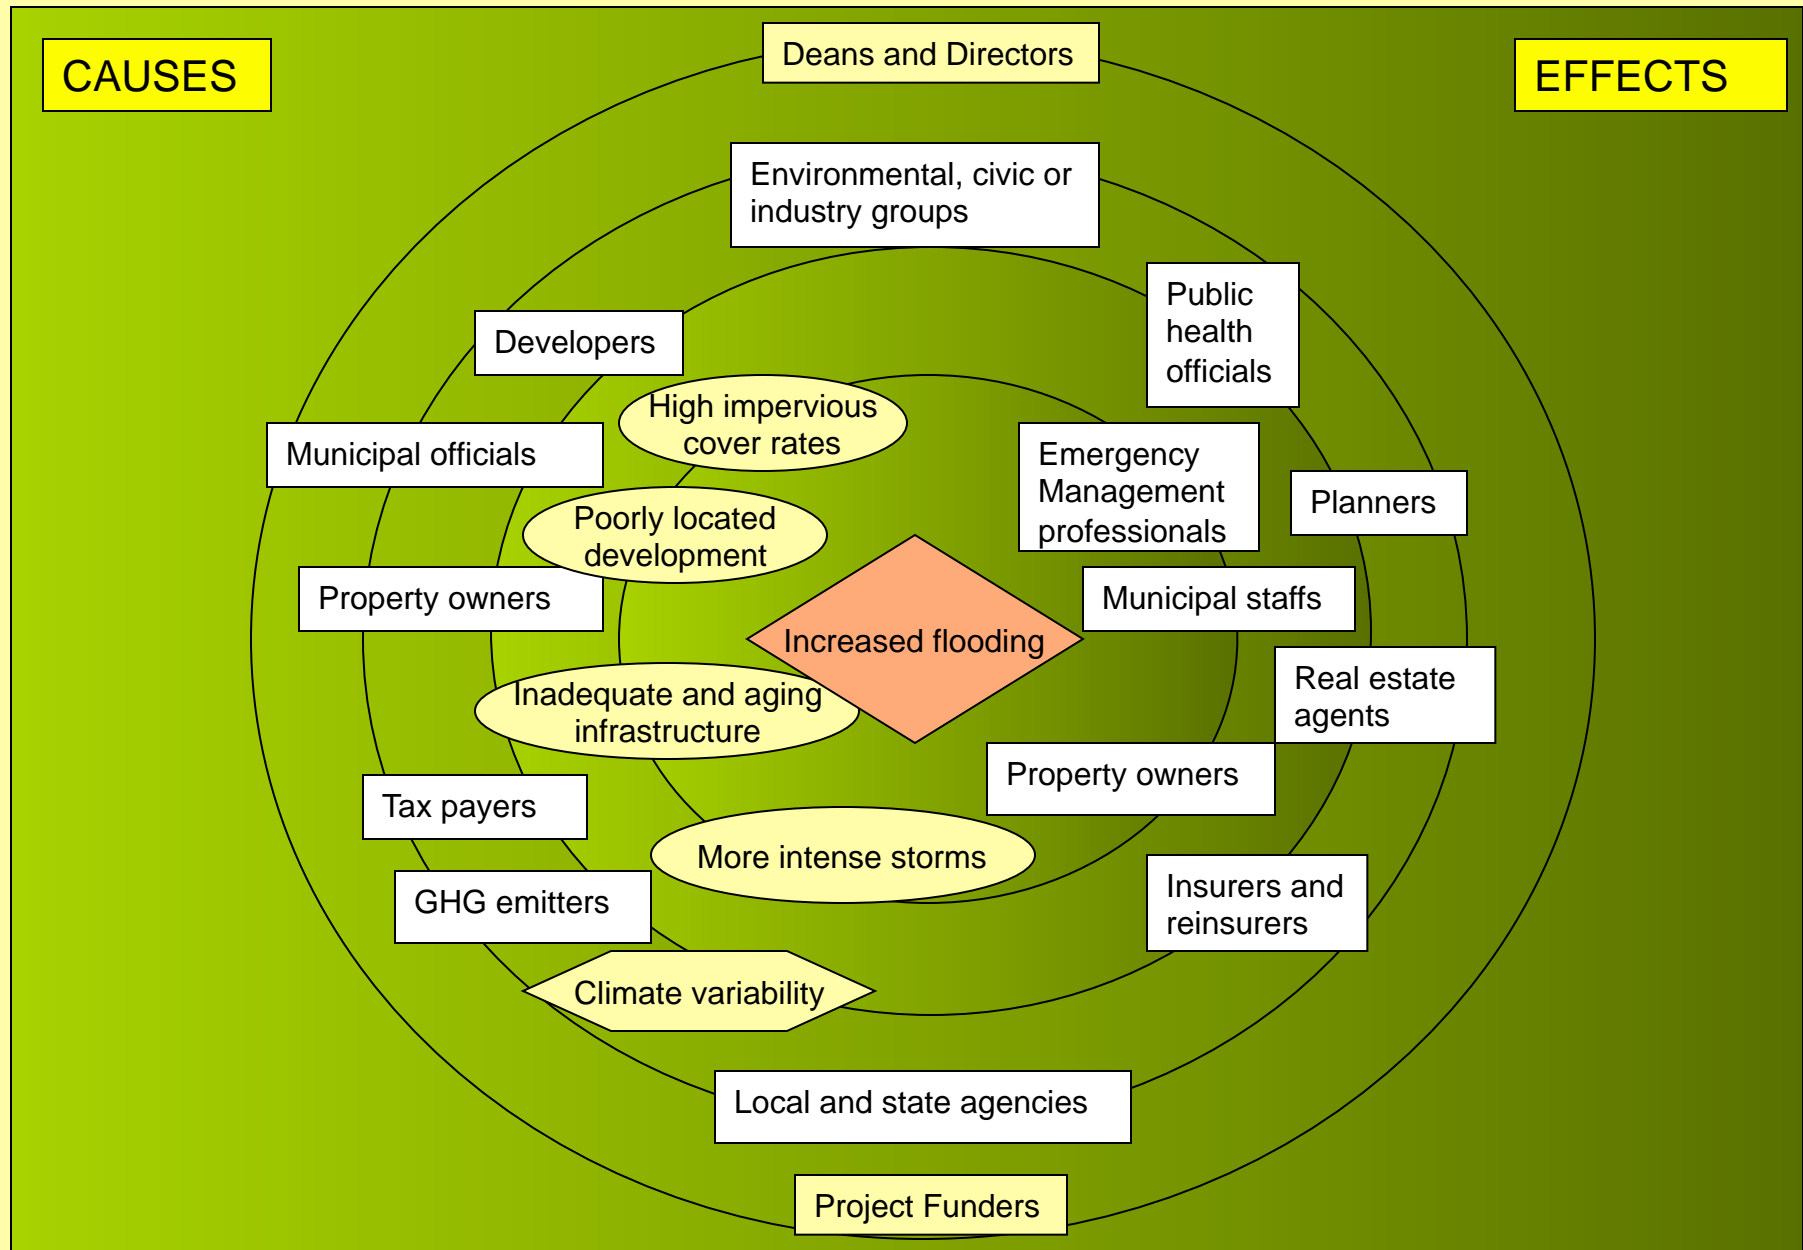 CAUSES
Deans and Directors
EFFECTS
Environmental, civic or
industry groups
Public
health
officials
Developers
High impervious
cover rates
Municipal officials
Emergency
Management
professionals
Planners
Poorly located
development
Property owners
Municipal staffs
Increased flooding
Real estate
agents
Inadequate and aging
infrastructure
Property owners
Tax payers
More intense storms
GHG emitters
Insurers and
reinsurers
Climate variability
Local and state agencies
Project Funders